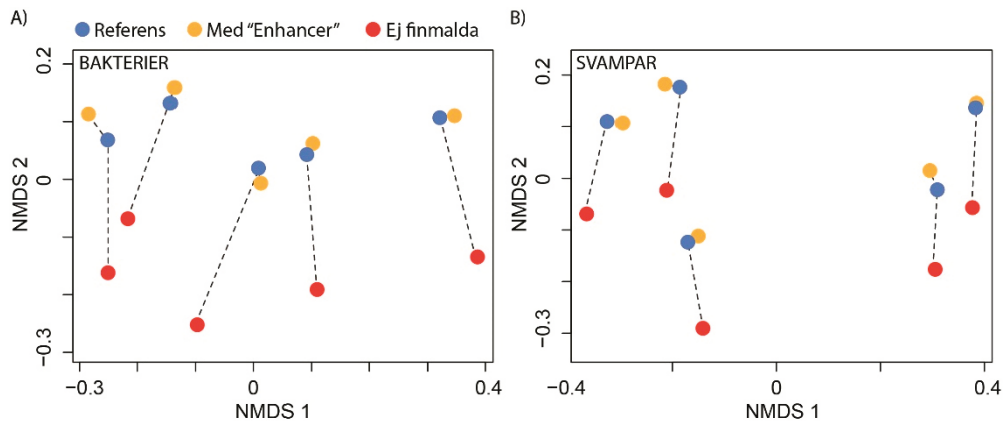 A)
Referens Med “Enhancer” Ej finmalda
BAKTERIER
0.2
0
−0.3
NMDS 2
−0.3 0 0.4
NMDS 1
B)
SVAMPAR
0.2
0
−0.3
NMDS 2
−0.4 0 0.4
NMDS 1